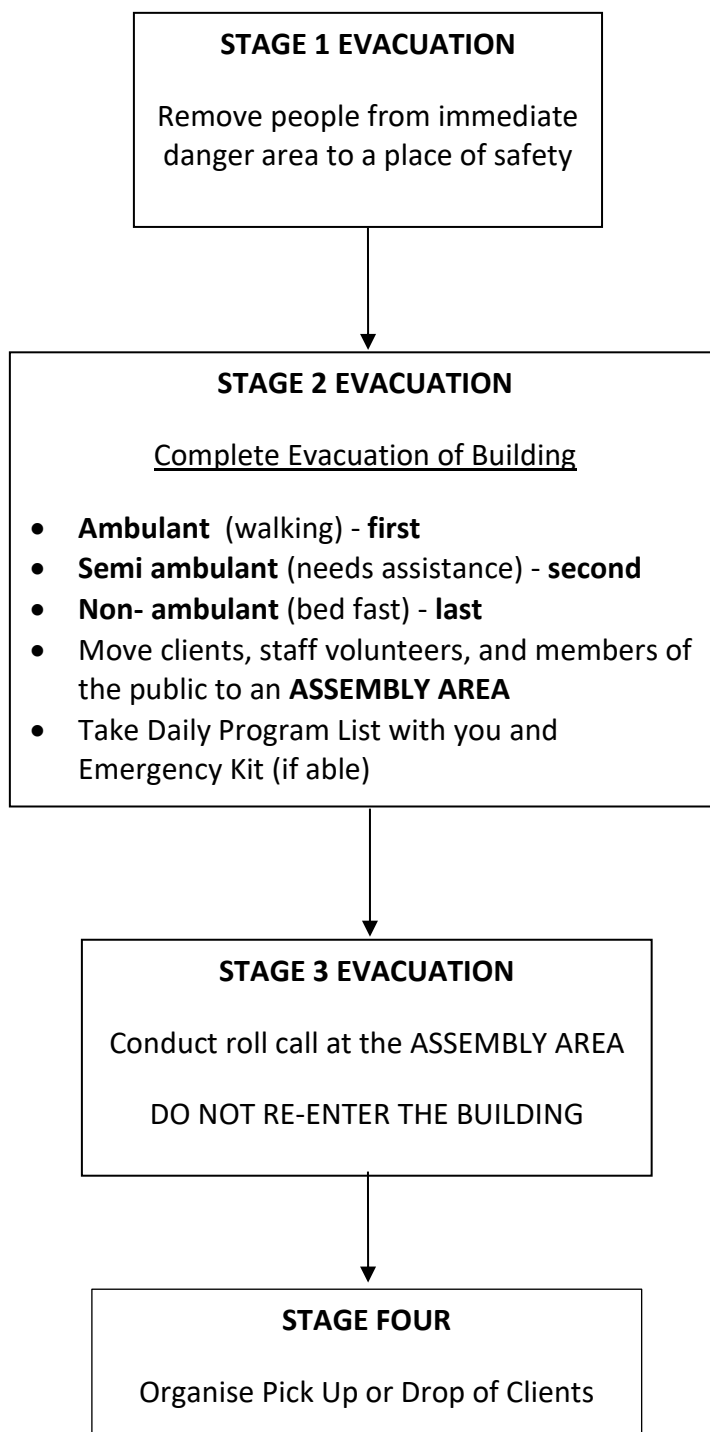 STAGE 1 EVACUATION
Remove people from immediate
danger area to a place of safety
STAGE 2 EVACUATION
Complete Evacuation of Building
• Ambulant (walking) - first
• Semi ambulant (needs assistance) - second
• Non- ambulant (bed fast) - last
• Move clients, staff volunteers, and members of
the public to an ASSEMBLY AREA
• Take Daily Program List with you and
Emergency Kit (if able)
STAGE 3 EVACUATION
Conduct roll call at the ASSEMBLY AREA
DO NOT RE-ENTER THE BUILDING
STAGE FOUR
Organise Pick Up or Drop of Clients